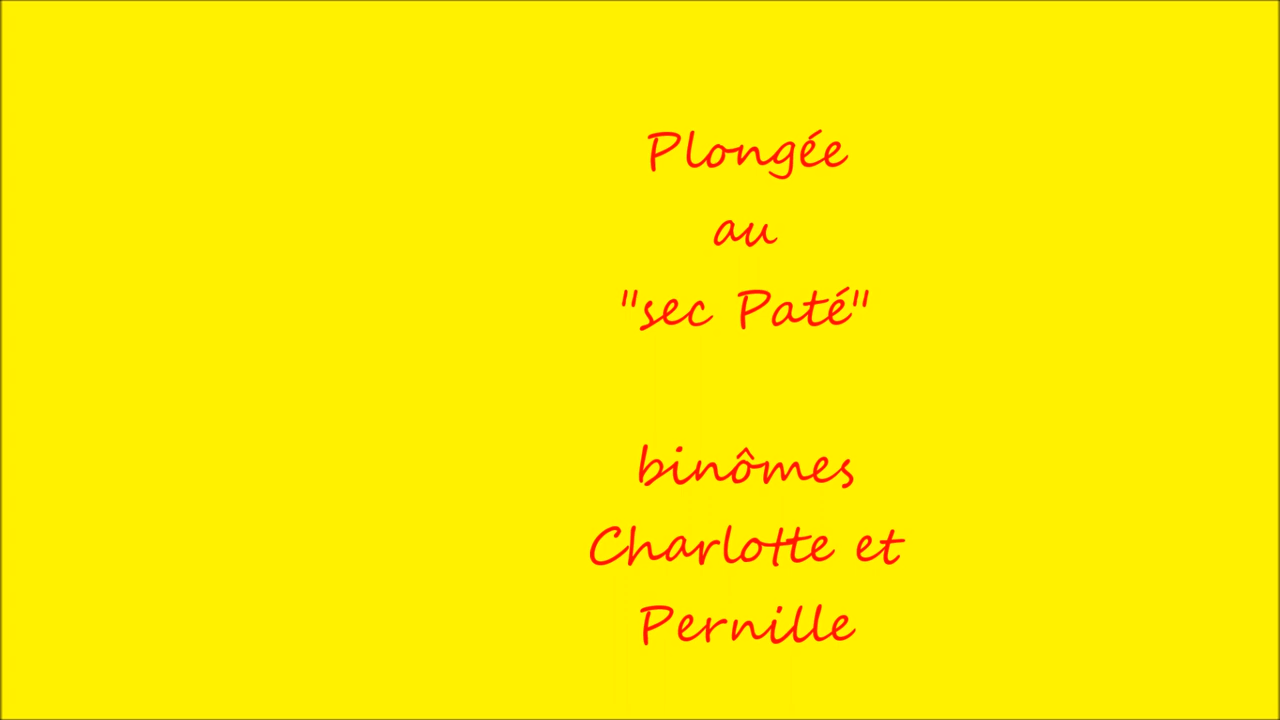 Plongée
au
"sec Paté"
binômes
Charlotte et
Pernille